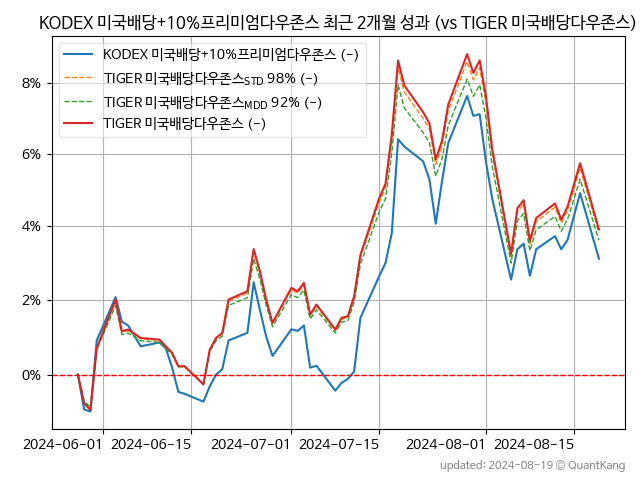 KODEX 미국배당+10%프리미엄다우존스 최근 2개월 성과 (vs TIGER 미국배당다우존스)
KODEX 미국배당+10%프리미엄다우존스 (-)
TIGER 미국배당다우존스STD 98% (-)
TIGER 미국배당다우존스MDD 92% (-)
TIGER 미국배당다우존스 (-)
8%
6%
4%
2%
0%
2024-06-01 2024-06-15 2024-07-01 2024-07-15 2024-08-01 2024-08-15
updated: 2024-08-19 © QuantKang